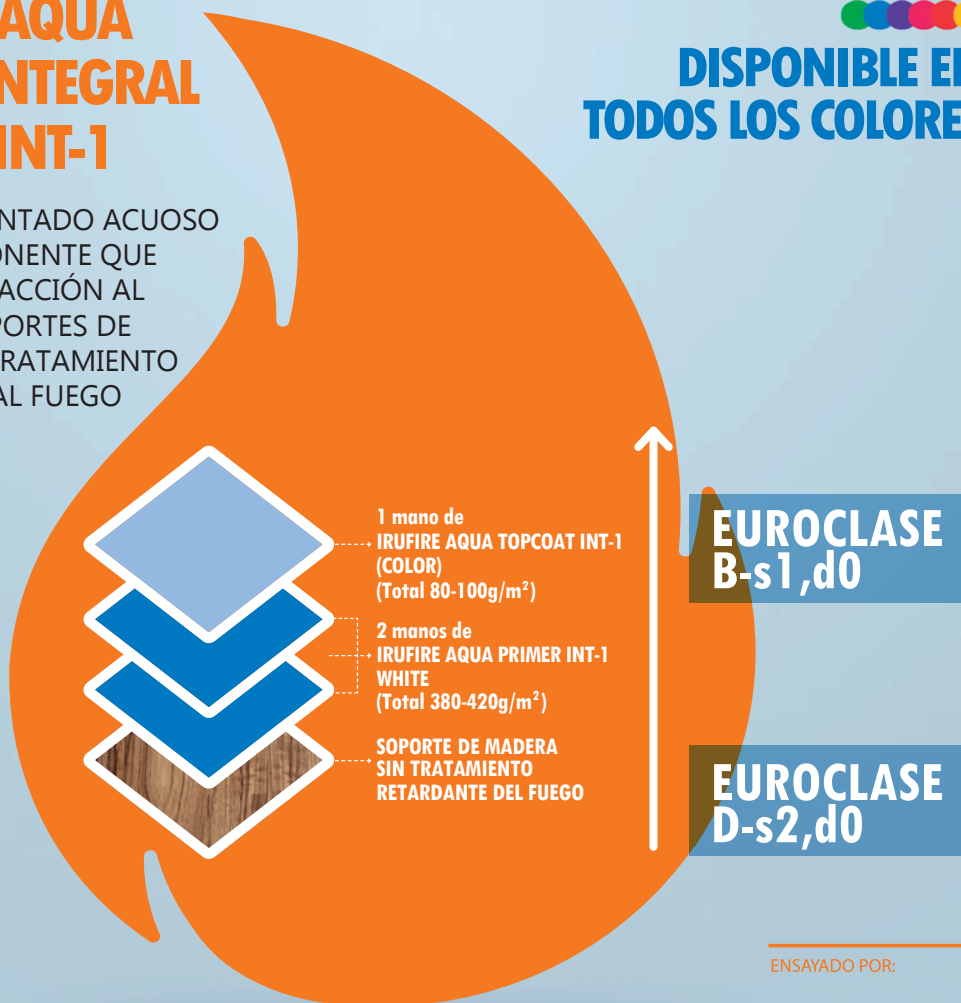 AQUA
NTEGRAL
INT-1
NTADO ACUOSO
ONENTE QUE
ACCIÓN AL
PORTES DE
RATAMIENTO
AL FUEGO
DISPONIBLE E
TODOS LOS COLORE
1 mano de
IRUFIRE AQUA TOPCOAT INT-1
(COLOR)
(Total 80-100g/m²)
2 manos de
IRUFIRE AQUA PRIMER INT-1
WHITE
(Total 380-420g/m²)
SOPORTE DE MADERA
SIN TRATAMIENTO
RETARDANTE DEL FUEGO
EUROCLASE
B-s1,d0
EUROCLASE
D-s2,d0
ENSAYADO POR: